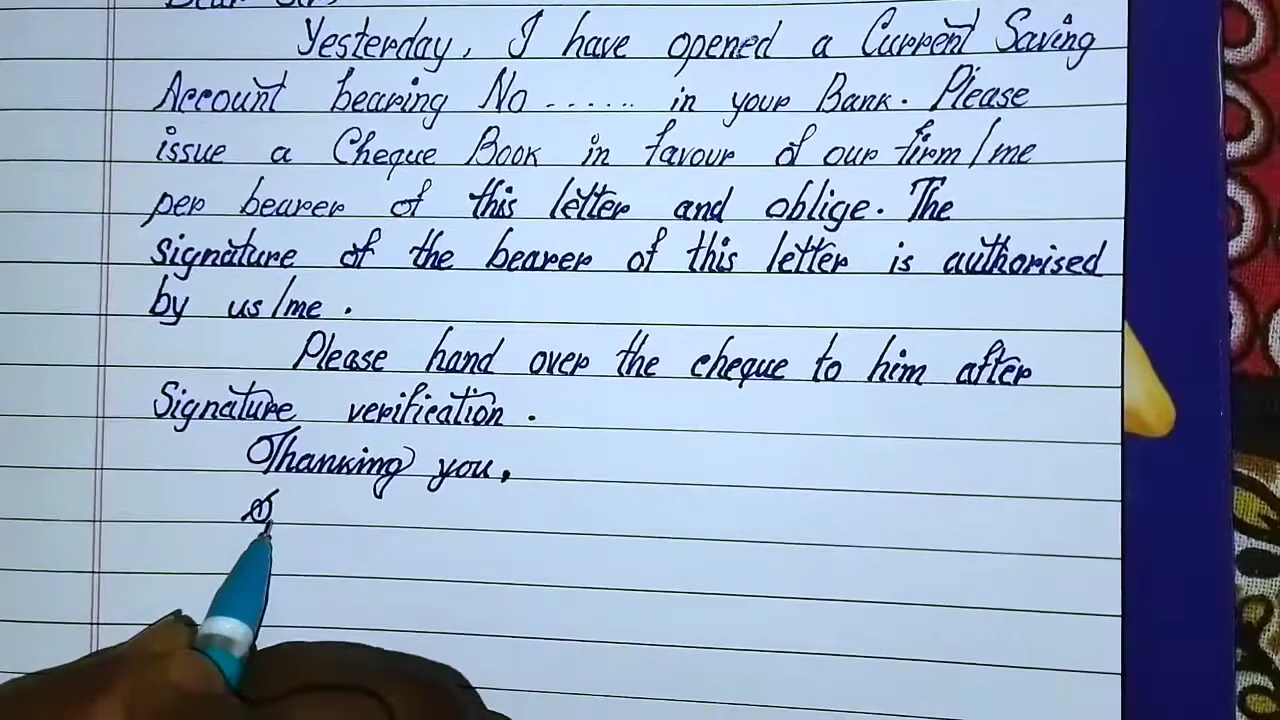 Yesterday, I have opened a Current Saving
Account bearing No ....... in your Bank. Please
issue a Cheque Book in favour of our firm/me
per bearer of this letter and oblige. The
signature of the bearer of this letter is authorised
by us/me.
Please hand over the cheque to him after
Signature verification.
Thanking you,